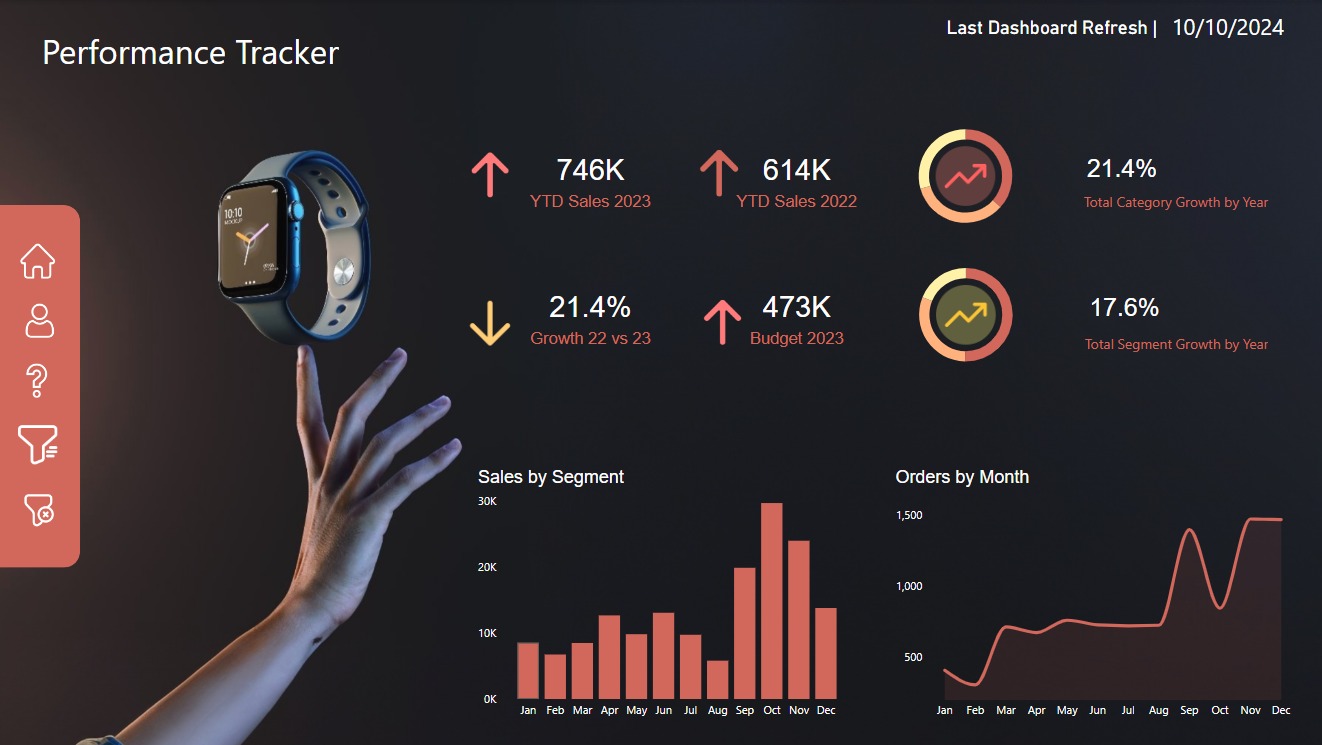 Performance Tracker
Last Dashboard Refresh | 10/10/2024
10:10
746K
YTD Sales 2023
614K
YTD Sales 2022
21.4%
Total Category Growth by Year
21.4%
Growth 22 vs 23
473K
Budget 2023
17.6%
Total Segment Growth by Year
Sales by Segment
30K
20K
10K
0K
Jan Feb Mar Apr May Jun Jul Aug Sep Oct Nov Dec
Orders by Month
1,500
1,000
500
Jan Feb Mar Apr May Jun Jul Aug Sep Oct Nov Dec